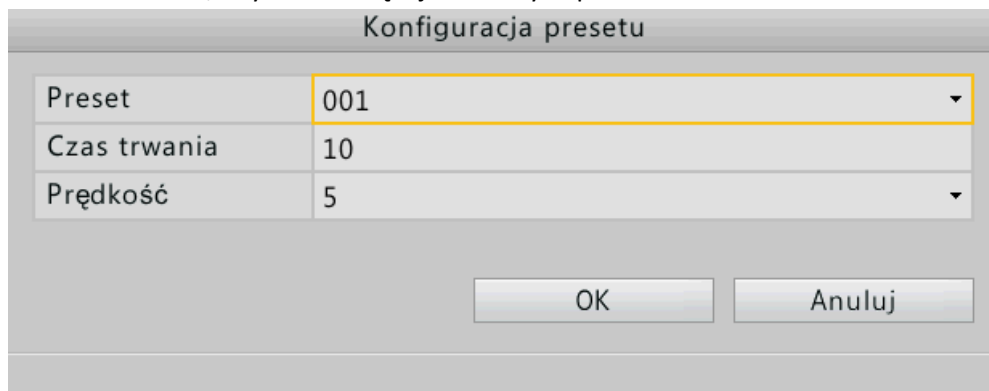 Konfiguracja presetu
Preset 001
Czas trwania 10
Prędkość 5
OK Anuluj